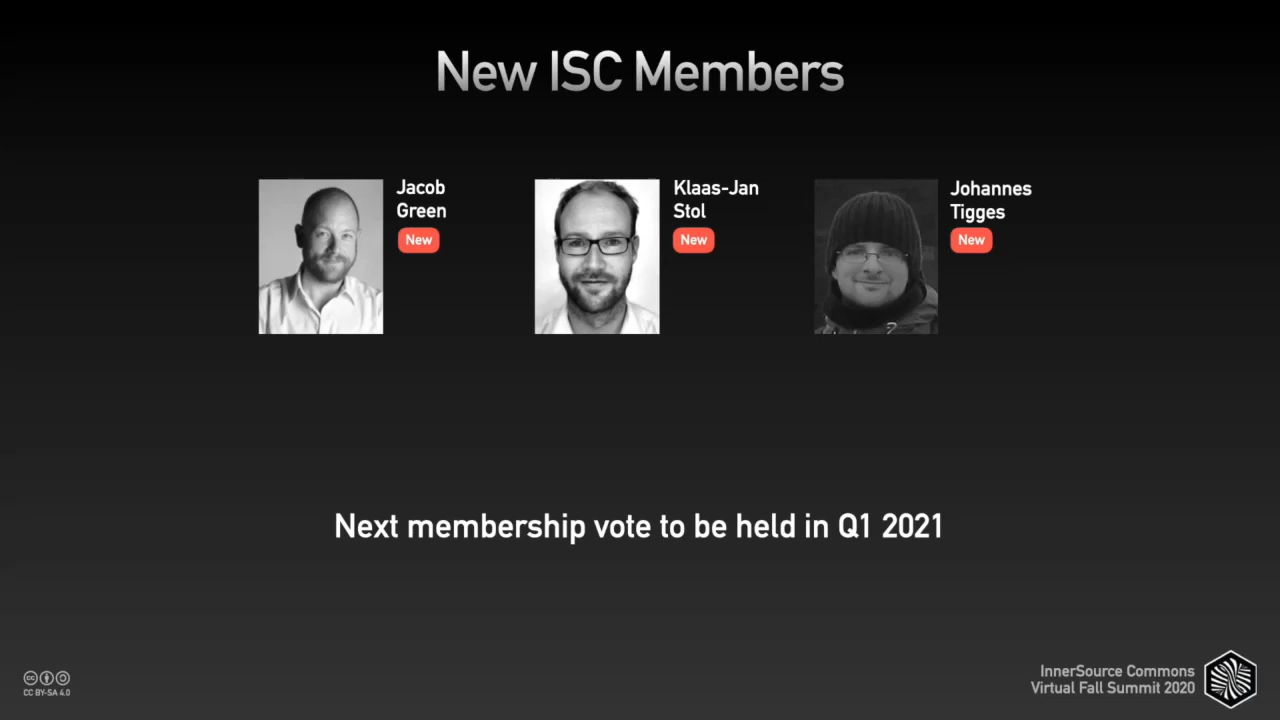 New ISC Members
Jacob
Green
New
Klaas-Jan
Stol
New
Johannes
Tigges
New
Next membership vote to be held in Q1 2021
CC BY-SA 4.0
InnerSource Commons
Virtual Fall Summit 2020